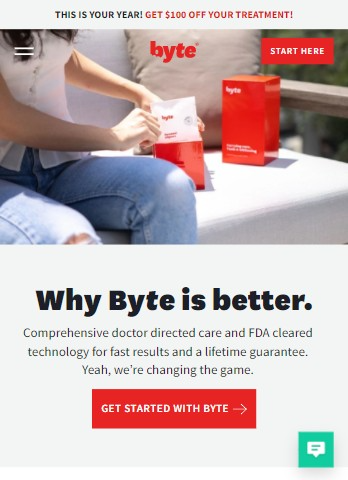 THIS IS YOUR YEAR! GET $100 OFF YOUR TREATMENT!
byte
START HERE
byte
byte
Why Byte is better.
Comprehensive doctor directed care and FDA cleared
technology for fast results and a lifetime guarantee.
Yeah, we're changing the game.
GET STARTED WITH BYTE